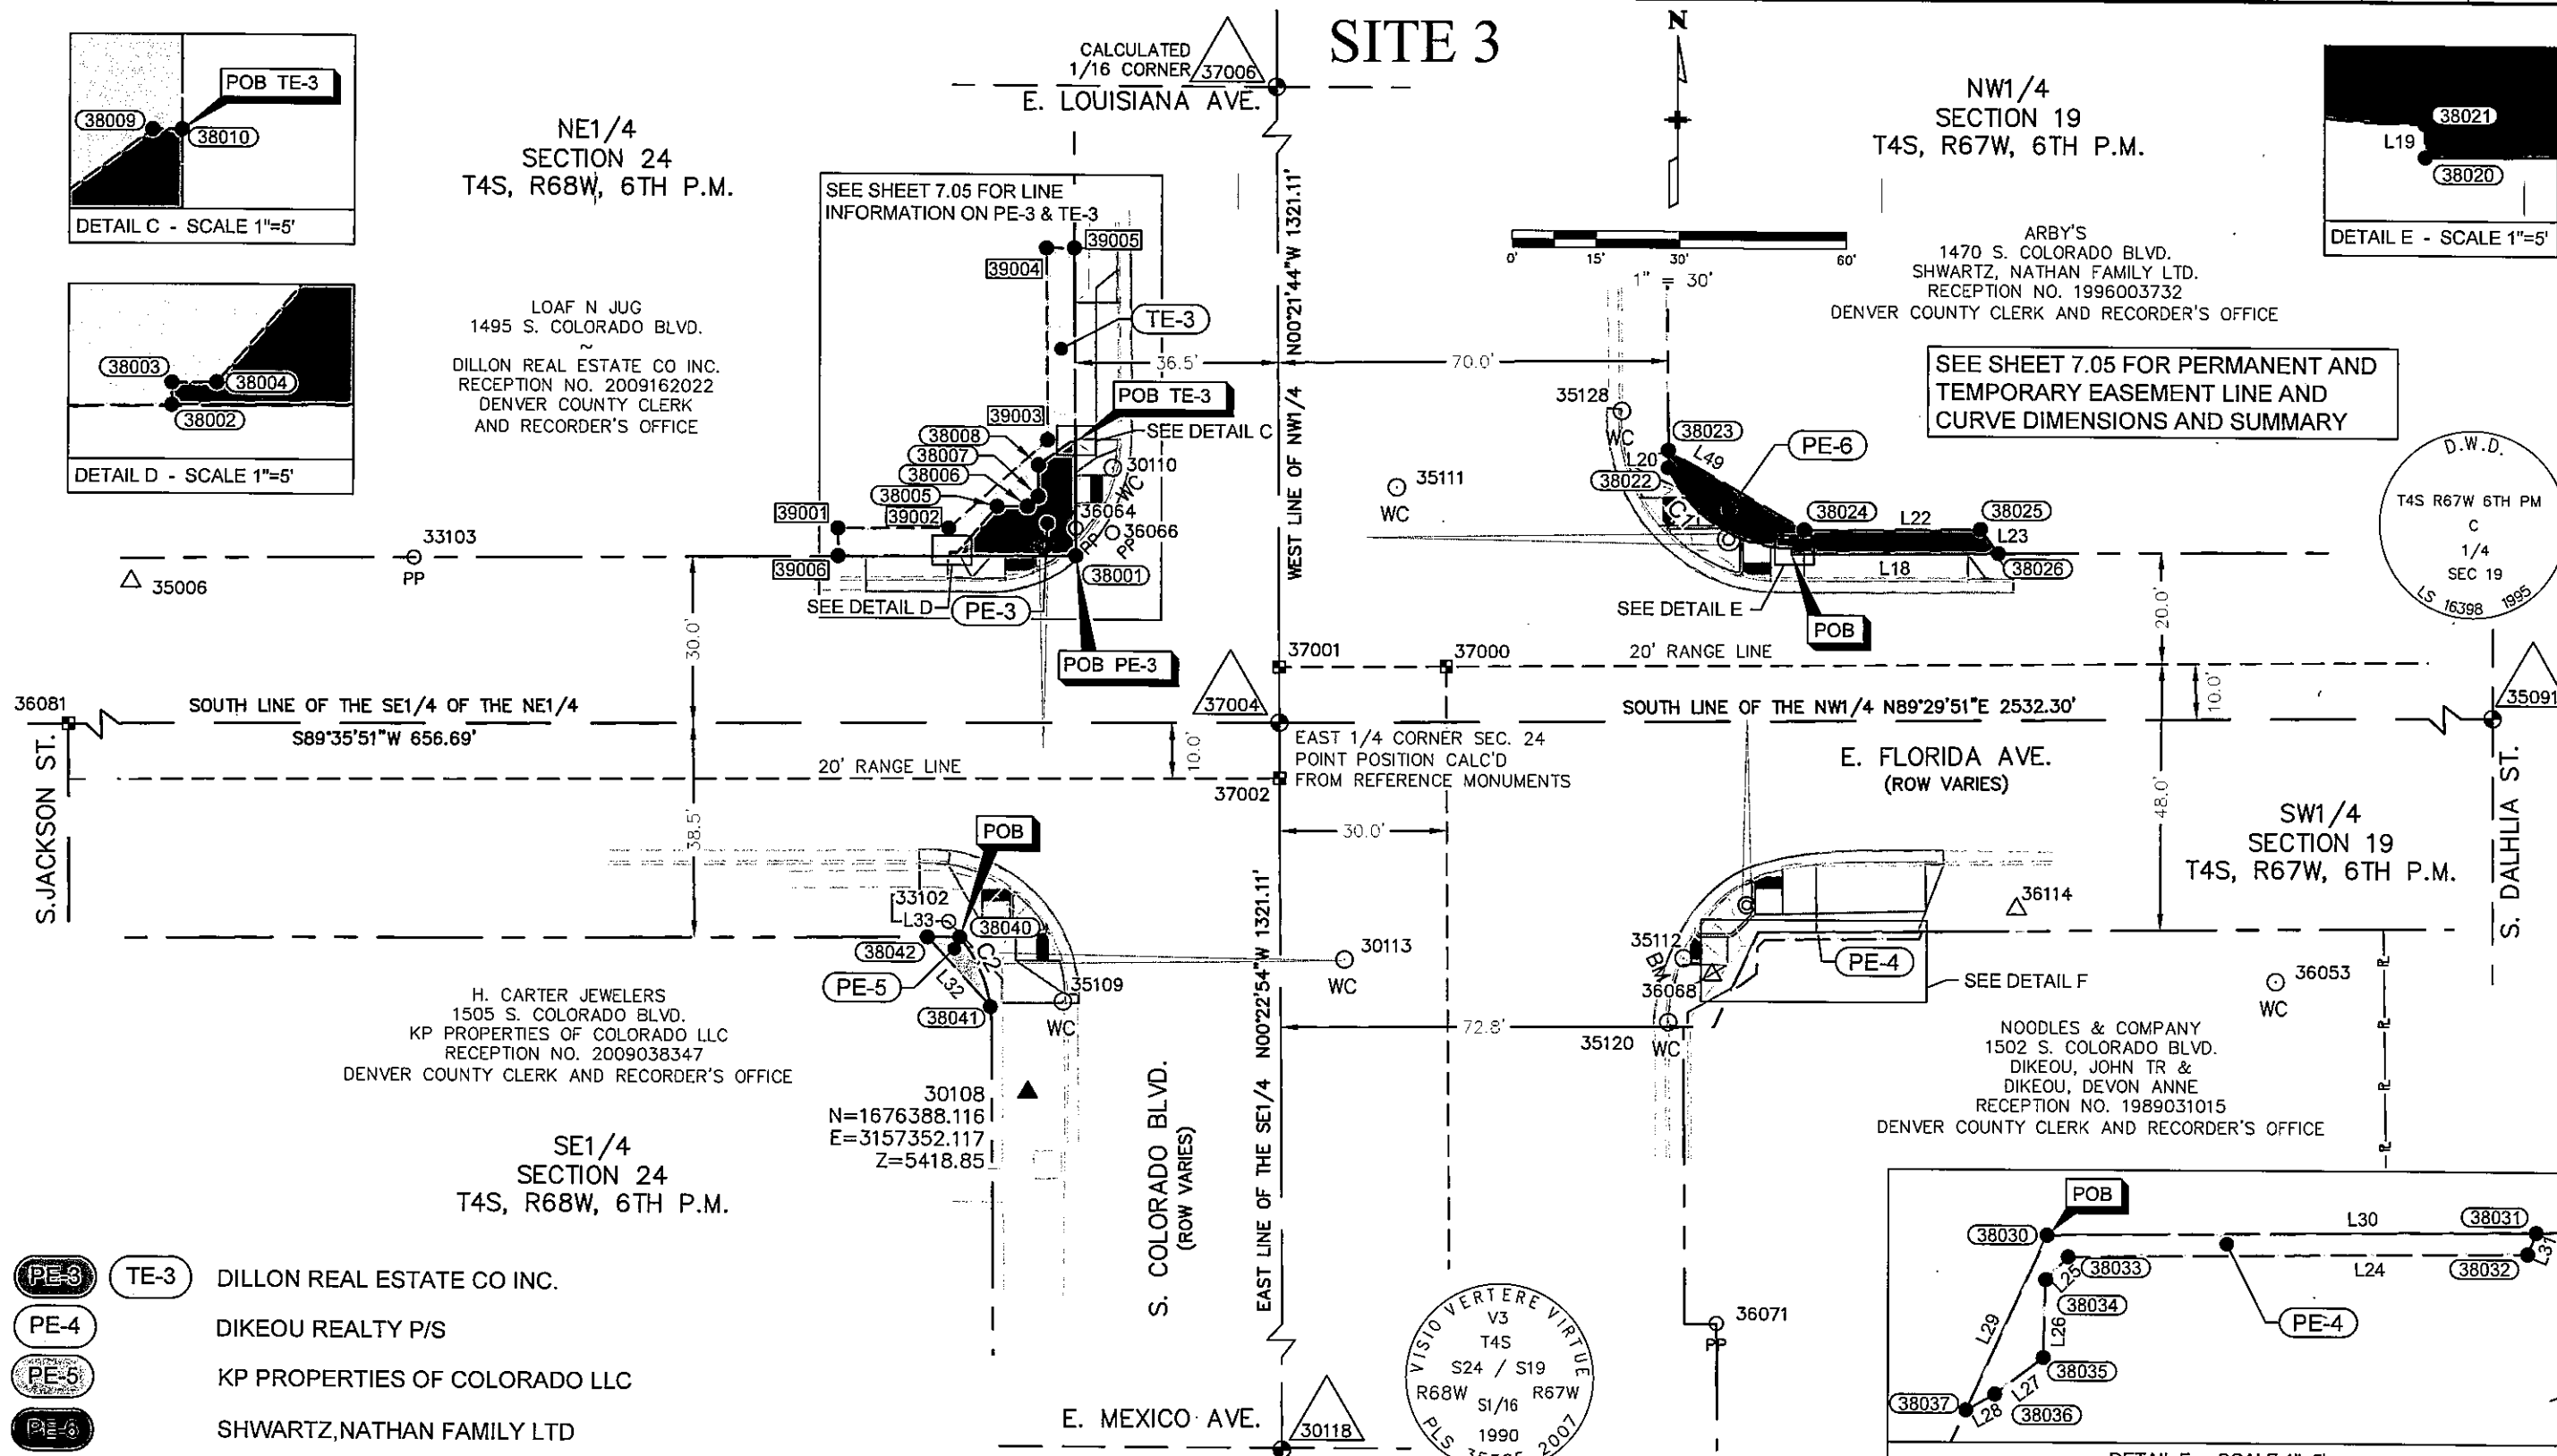 SITE 3
N
CALCULATED
1/16 CORNER
37006
E. LOUISIANA AVE.
POB TE-3
38009
38010
DETAIL C - SCALE 1"=5'
38003
38004
38002
DETAIL D - SCALE 1"=5'
NE1/4
SECTION 24
T4S, R68W, 6TH P.M.
LOAF N JUG
1495 S. COLORADO BLVD.
~
DILLON REAL ESTATE CO INC.
RECEPTION NO. 2009162022
DENVER COUNTY CLERK
AND RECORDER'S OFFICE
SEE SHEET 7.05 FOR LINE
INFORMATION ON PE-3 & TE-3
39005
39004
TE-3
36.5'
POB TE-3
39003
SEE DETAIL C
38008
38007
38006
38005
30110
WC
39001
39002
36064
PP
36066
PP
39006
38001
SEE DETAIL D
PE-3
POB PE-3
WEST LINE OF NW1/4 N00°21'44"W 1321.11'
0' 15' 30' 60'
1" = 30'
NW1/4
SECTION 19
T4S, R67W, 6TH P.M.
ARBY'S
1470 S. COLORADO BLVD.
SHWARTZ, NATHAN FAMILY LTD.
RECEPTION NO. 1996003732
DENVER COUNTY CLERK AND RECORDER'S OFFICE
38021
L19
38020
DETAIL E - SCALE 1"=5'
SEE SHEET 7.05 FOR PERMANENT AND
TEMPORARY EASEMENT LINE AND
CURVE DIMENSIONS AND SUMMARY
70.0'
35128
WC
38023
L20
L49
PE-6
38022
C1
35111
WC
38024
L22
38025
L23
L18
38026
SEE DETAIL E
POB
D.W.D.
T4S R67W 6TH PM
C
1/4
SEC 19
LS 16398 1995
33103
PP
35006
30.0'
20.0'
37001
37000
20' RANGE LINE
10.0'
35091
36081
SOUTH LINE OF THE SE1/4 OF THE NE1/4
S89°35'51"W 656.69'
37004
SOUTH LINE OF THE NW1/4 N89°29'51"E 2532.30'
EAST 1/4 CORNER SEC. 24
POINT POSITION CALC'D
FROM REFERENCE MONUMENTS
20' RANGE LINE
10.0'
37002
E. FLORIDA AVE.
(ROW VARIES)
S.JACKSON ST.
38.5'
30.0'
48.0'
SW1/4
SECTION 19
T4S, R67W, 6TH P.M.
S. DALHLIA ST.
POB
33102
L33
38040
38042
C2
PE-5
L32
38041
35109
WC
30113
WC
35112
BM
36068
PE-4
36114
SEE DETAIL F
36053
WC
R
R
R
72.8'
35120
WC
H. CARTER JEWELERS
1505 S. COLORADO BLVD.
KP PROPERTIES OF COLORADO LLC
RECEPTION NO. 2009038347
DENVER COUNTY CLERK AND RECORDER'S OFFICE
30108
N=1676388.116
E=3157352.117
Z=5418.85
SE1/4
SECTION 24
T4S, R68W, 6TH P.M.
S. COLORADO BLVD.
(ROW VARIES)
EAST LINE OF THE SE1/4 N00°22'54"W 1321.11'
NOODLES & COMPANY
1502 S. COLORADO BLVD.
DIKEOU, JOHN TR &
DIKEOU, DEVON ANNE
RECEPTION NO. 1989031015
DENVER COUNTY CLERK AND RECORDER'S OFFICE
PE-3 TE-3 DILLON REAL ESTATE CO INC.
PE-4 DIKEOU REALTY P/S
PE-5 KP PROPERTIES OF COLORADO LLC
PE-6 SHWARTZ,NATHAN FAMILY LTD
E. MEXICO AVE.
30118
VISIO VERTERE VIRTUE
V3
T4S
S24 / S19
R68W R67W
S1/16
1990
PLS 2007
36071
PP
POB
38030
L30
38031
L31
38033
L25
L24
38032
38034
L29
L26
PE-4
38035
L27
38037
L28
38036